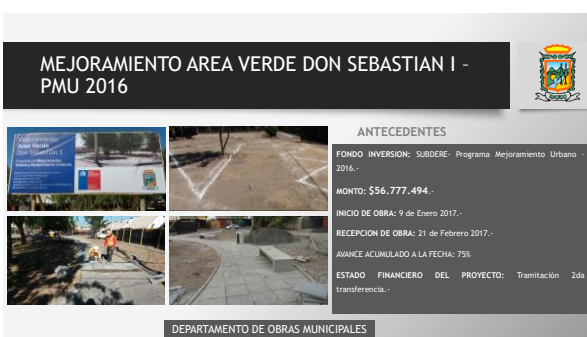 MEJORAMIENTO AREA VERDE DON SEBASTIAN I –
PMU 2016
Mejoramiento
Area Verde
Don Sebastian I
ANTECEDENTES
FONDO INVERSION: SUBDERE- Programa Mejoramiento Urbano –
2016.-
MONTO: $56.777.494.-
INICIO DE OBRA: 9 de Enero 2017.-
RECEPCION DE OBRA: 21 de Febrero 2017.-
AVANCE ACUMULADO A LA FECHA: 75%
ESTADO FINANCIERO DEL PROYECTO: Tramitación 2da
transferencia.-
DEPARTAMENTO DE OBRAS MUNICIPALES